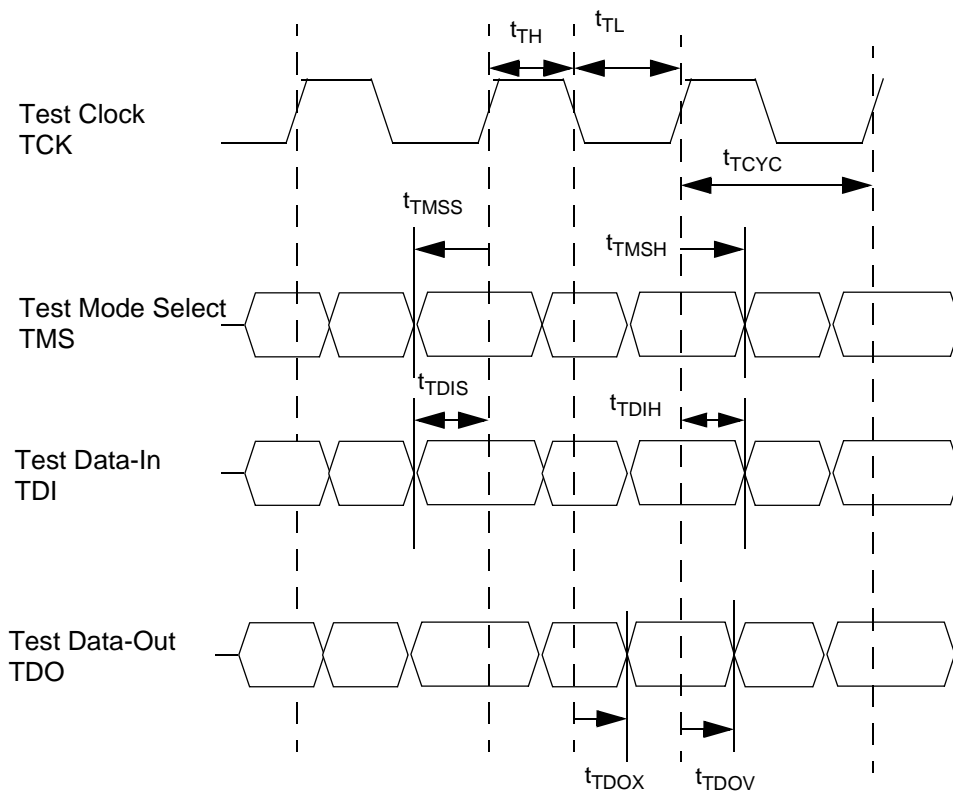 tTH
tTL
Test Clock
TCK
tTCYC
tTMSS
tTMSH
Test Mode Select
TMS
tTDIS
tTDIH
Test Data-In
TDI
Test Data-Out
TDO
tTDOX
tTDOV